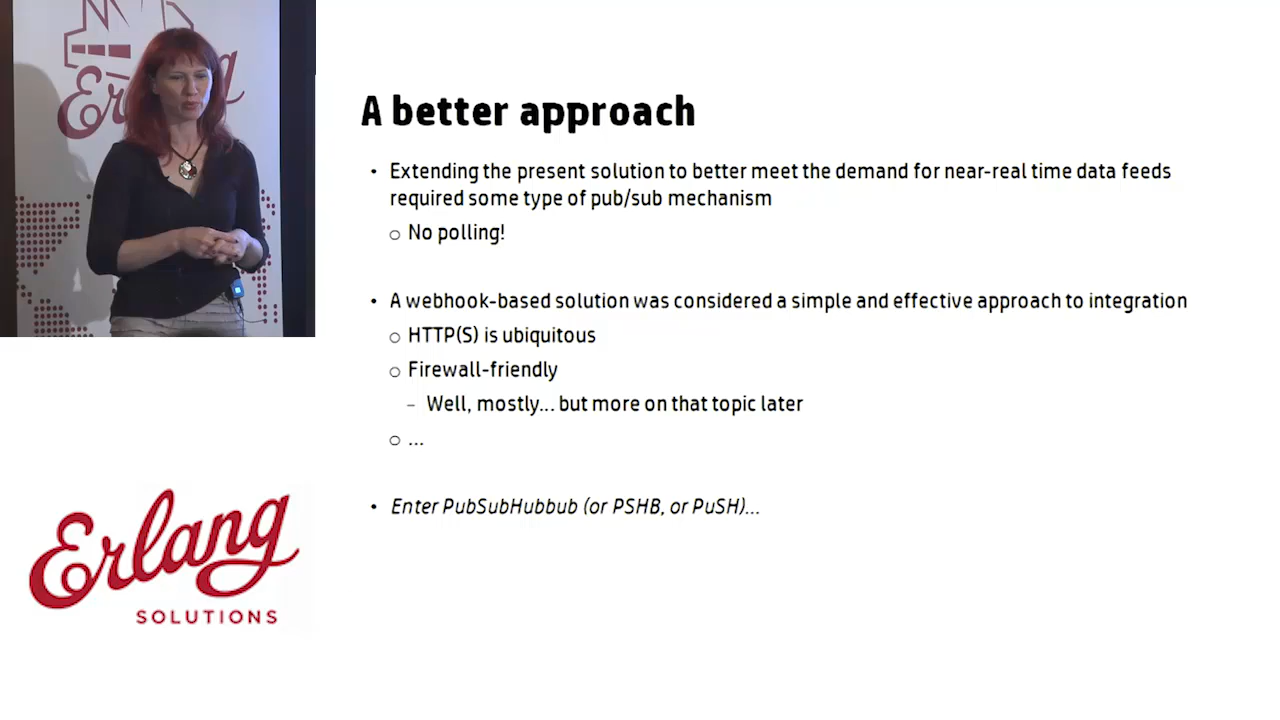 Erlang
A better approach
• Extending the present solution to better meet the demand for near-real time data feeds
required some type of pub/sub mechanism
o No polling!
• A webhook-based solution was considered a simple and effective approach to integration
o HTTP(S) is ubiquitous
o Firewall-friendly
– Well, mostly... but more on that topic later
o ...
• Enter PubSubHubbub (or PSHB, or PuSH)...
Erlang
SOLUTIONS